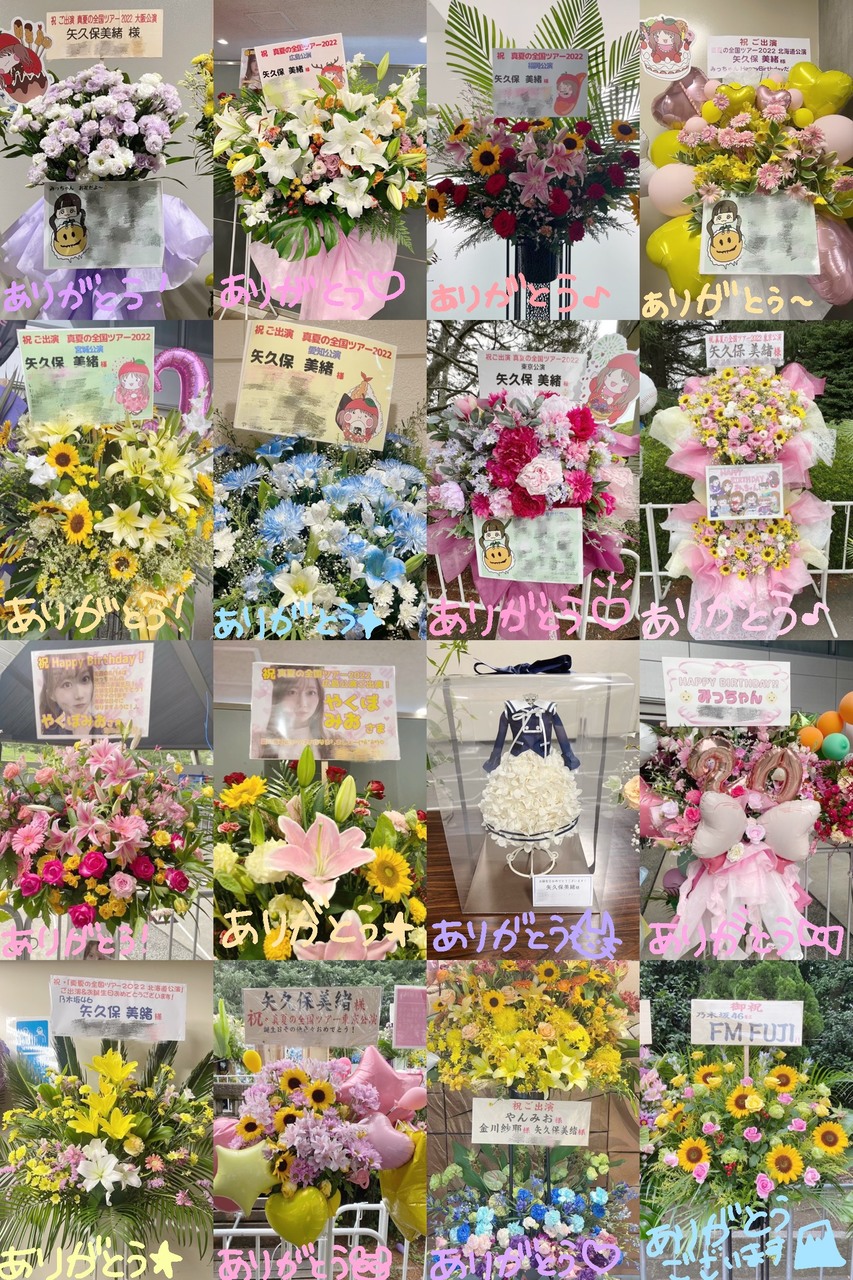 祝 ご出演 真夏の全国ツアー2022 大阪公演
矢久保美緒 様
みっちゃん お花だよ〜
ありがとう!
祝 真夏の全国ツアー2022
広島公演
矢久保 美緒 様
ありがとう♡
祝 ご出演 真夏の全国ツアー2022
福岡公演
矢久保 美緒 様
ありがとう♪
祝 ご出演
真夏の全国ツアー2022 北海道公演
矢久保 美緒 様
ありがとう〜
祝 ご出演 真夏の全国ツアー2022
宮城公演
矢久保 美緒 様
ありがとう!
祝 ご出演 真夏の全国ツアー2022
愛知公演
矢久保 美緒 様
ありがとう
祝 ご出演 真夏の全国ツアー2022
東京公演
矢久保 美緒 様
ありがとう
矢久保 美緒様
BIRTHDAY
ありがとう♪
祝 Happy Birthday!
やくぼみお
ありがとう!
祝 真夏の全国ツアー2022
やくぼ
みお さま
ありがとう★
矢久保美緒様
ありがとう
HAPPY BIRTHDAY!!
みっちゃん
20
ありがとう
祝・「真夏の全国ツアー2022 北海道公演」
ご出演&お誕生日おめでとうございます!
乃木坂46
矢久保 美緒 様
ありがとう★
矢久保美緒様
祝・真夏の全国ツアー東京公演
ありがとう
祝ご出演
やんみお様
金川紗耶様 矢久保美緒様
ありがとう♡
御祝
乃木坂46様
FM FUJI
ありがとう
ございます